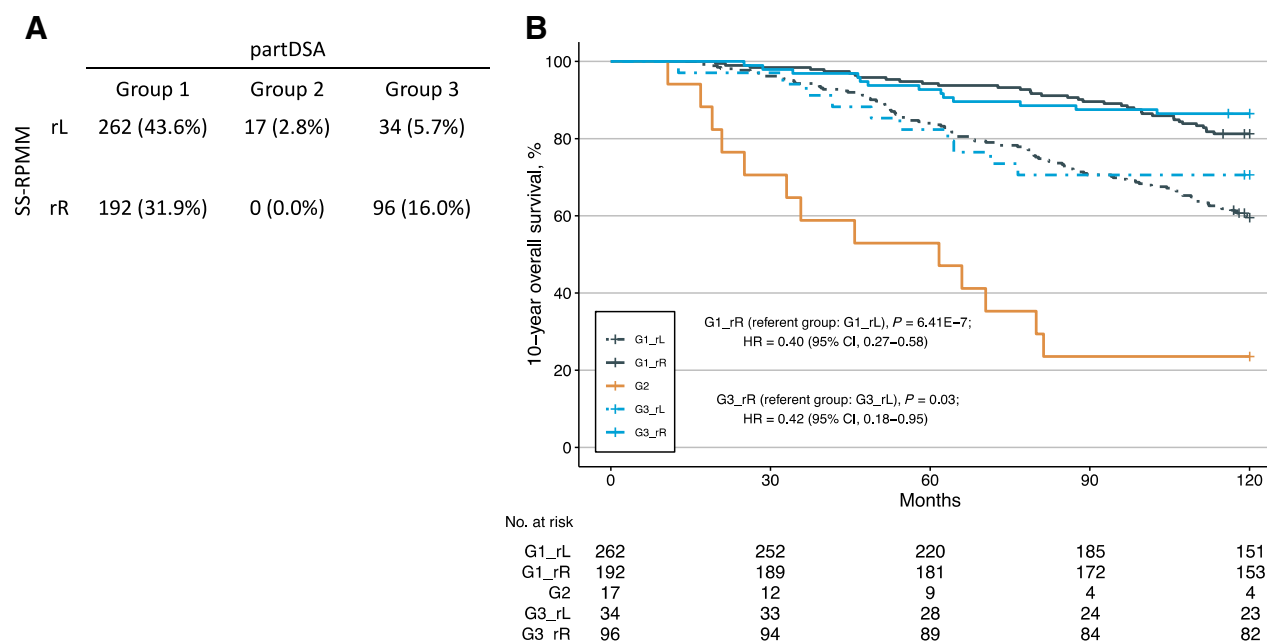 A
partDSA
Group 1 Group 2 Group 3
SS-RPMM
rL 262 (43.6%) 17 (2.8%) 34 (5.7%)
rR 192 (31.9%) 0 (0.0%) 96 (16.0%)
B
10−year overall survival, %
100
80
60
40
20
0
G1_rL
G1_rR
G2
G3_rL
G3_rR
G1_rR (referent group: G1_rL), P = 6.41E−7;
HR = 0.40 (95% CI, 0.27−0.58)
G3_rR (referent group: G3_rL), P = 0.03;
HR = 0.42 (95% CI, 0.18−0.95)
0 30 60 90 120
Months
No. at risk
G1_rL 262 252 220 185 151
G1_rR 192 189 181 172 153
G2 17 12 9 4 4
G3_rL 34 33 28 24 23
G3_rR 96 94 89 84 82